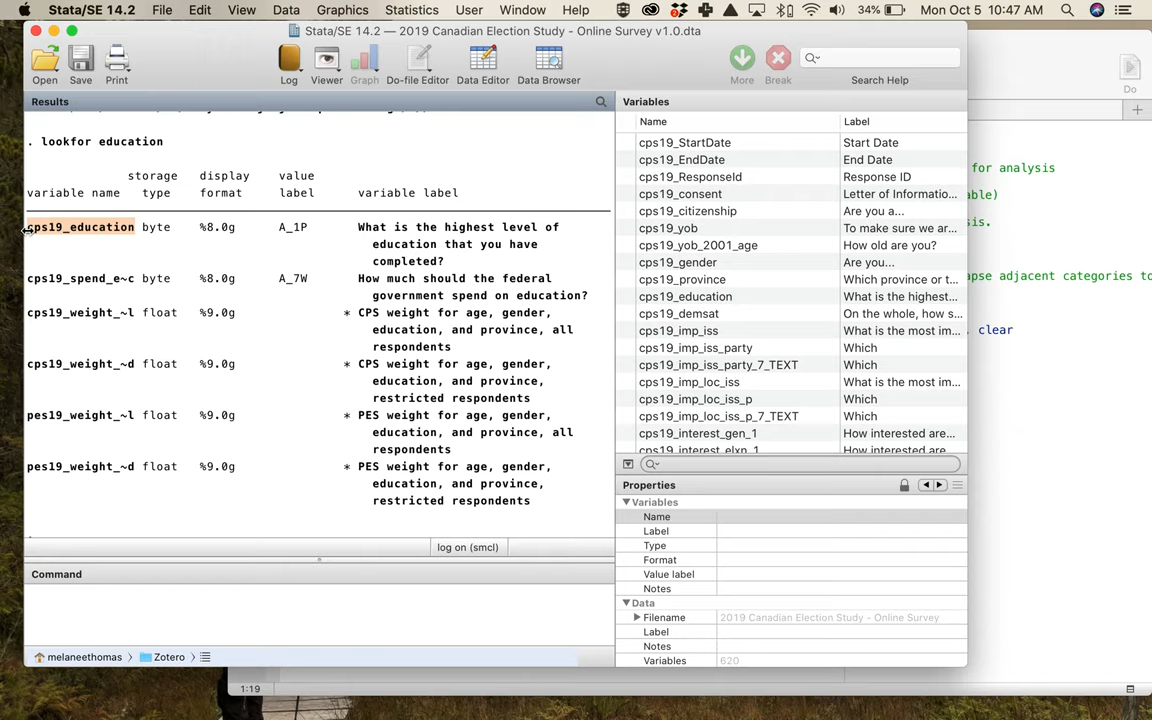 Stata/SE 14.2 File Edit View Data Graphics Statistics User Window Help 34% Mon Oct 5 10:47 AM
Stata/SE 14.2 — 2019 Canadian Election Study - Online Survey v1.0.dta
Open Save Print Log Viewer Graph Do-file Editor Data Editor Data Browser More Break Search Help
Do
Results
. lookfor education
storage display value
variable name type format label variable label
cps19_education byte %8.0g A_1P What is the highest level of
education that you have
completed?
cps19_spend_e~c byte %8.0g A_7W How much should the federal
government spend on education?
cps19_weight_~l float %9.0g * CPS weight for age, gender,
education, and province, all
respondents
cps19_weight_~d float %9.0g * CPS weight for age, gender,
education, and province,
restricted respondents
pes19_weight_~l float %9.0g * PES weight for age, gender,
education, and province, all
respondents
pes19_weight_~d float %9.0g * PES weight for age, gender,
education, and province,
restricted respondents
.
log on (smcl)
Command
melaneethomas Zotero
Variables
Name Label
cps19_StartDate Start Date
cps19_EndDate End Date
cps19_ResponseId Response ID
cps19_consent Letter of Informatio...
cps19_citizenship Are you a...
cps19_yob To make sure we ar...
cps19_yob_2001_age How old are you?
cps19_gender Are you...
cps19_province Which province or t...
cps19_education What is the highest...
cps19_demsat On the whole, how s...
cps19_imp_iss What is the most im...
cps19_imp_iss_party Which
cps19_imp_iss_party_7_TEXT Which
cps19_imp_loc_iss What is the most im...
cps19_imp_loc_iss_p Which
cps19_imp_loc_iss_p_7_TEXT Which
cps19_interest_gen_1 How interested are...
cps19_interest_elxn_1 How interested are...
Properties
Variables
Name
Label
Type
Format
Value label
Notes
Data
Filename 2019 Canadian Election Study - Online Survey
Label
Notes
Variables 620
for analysis
able)
sis.
apse adjacent categories to
, clear
1:19